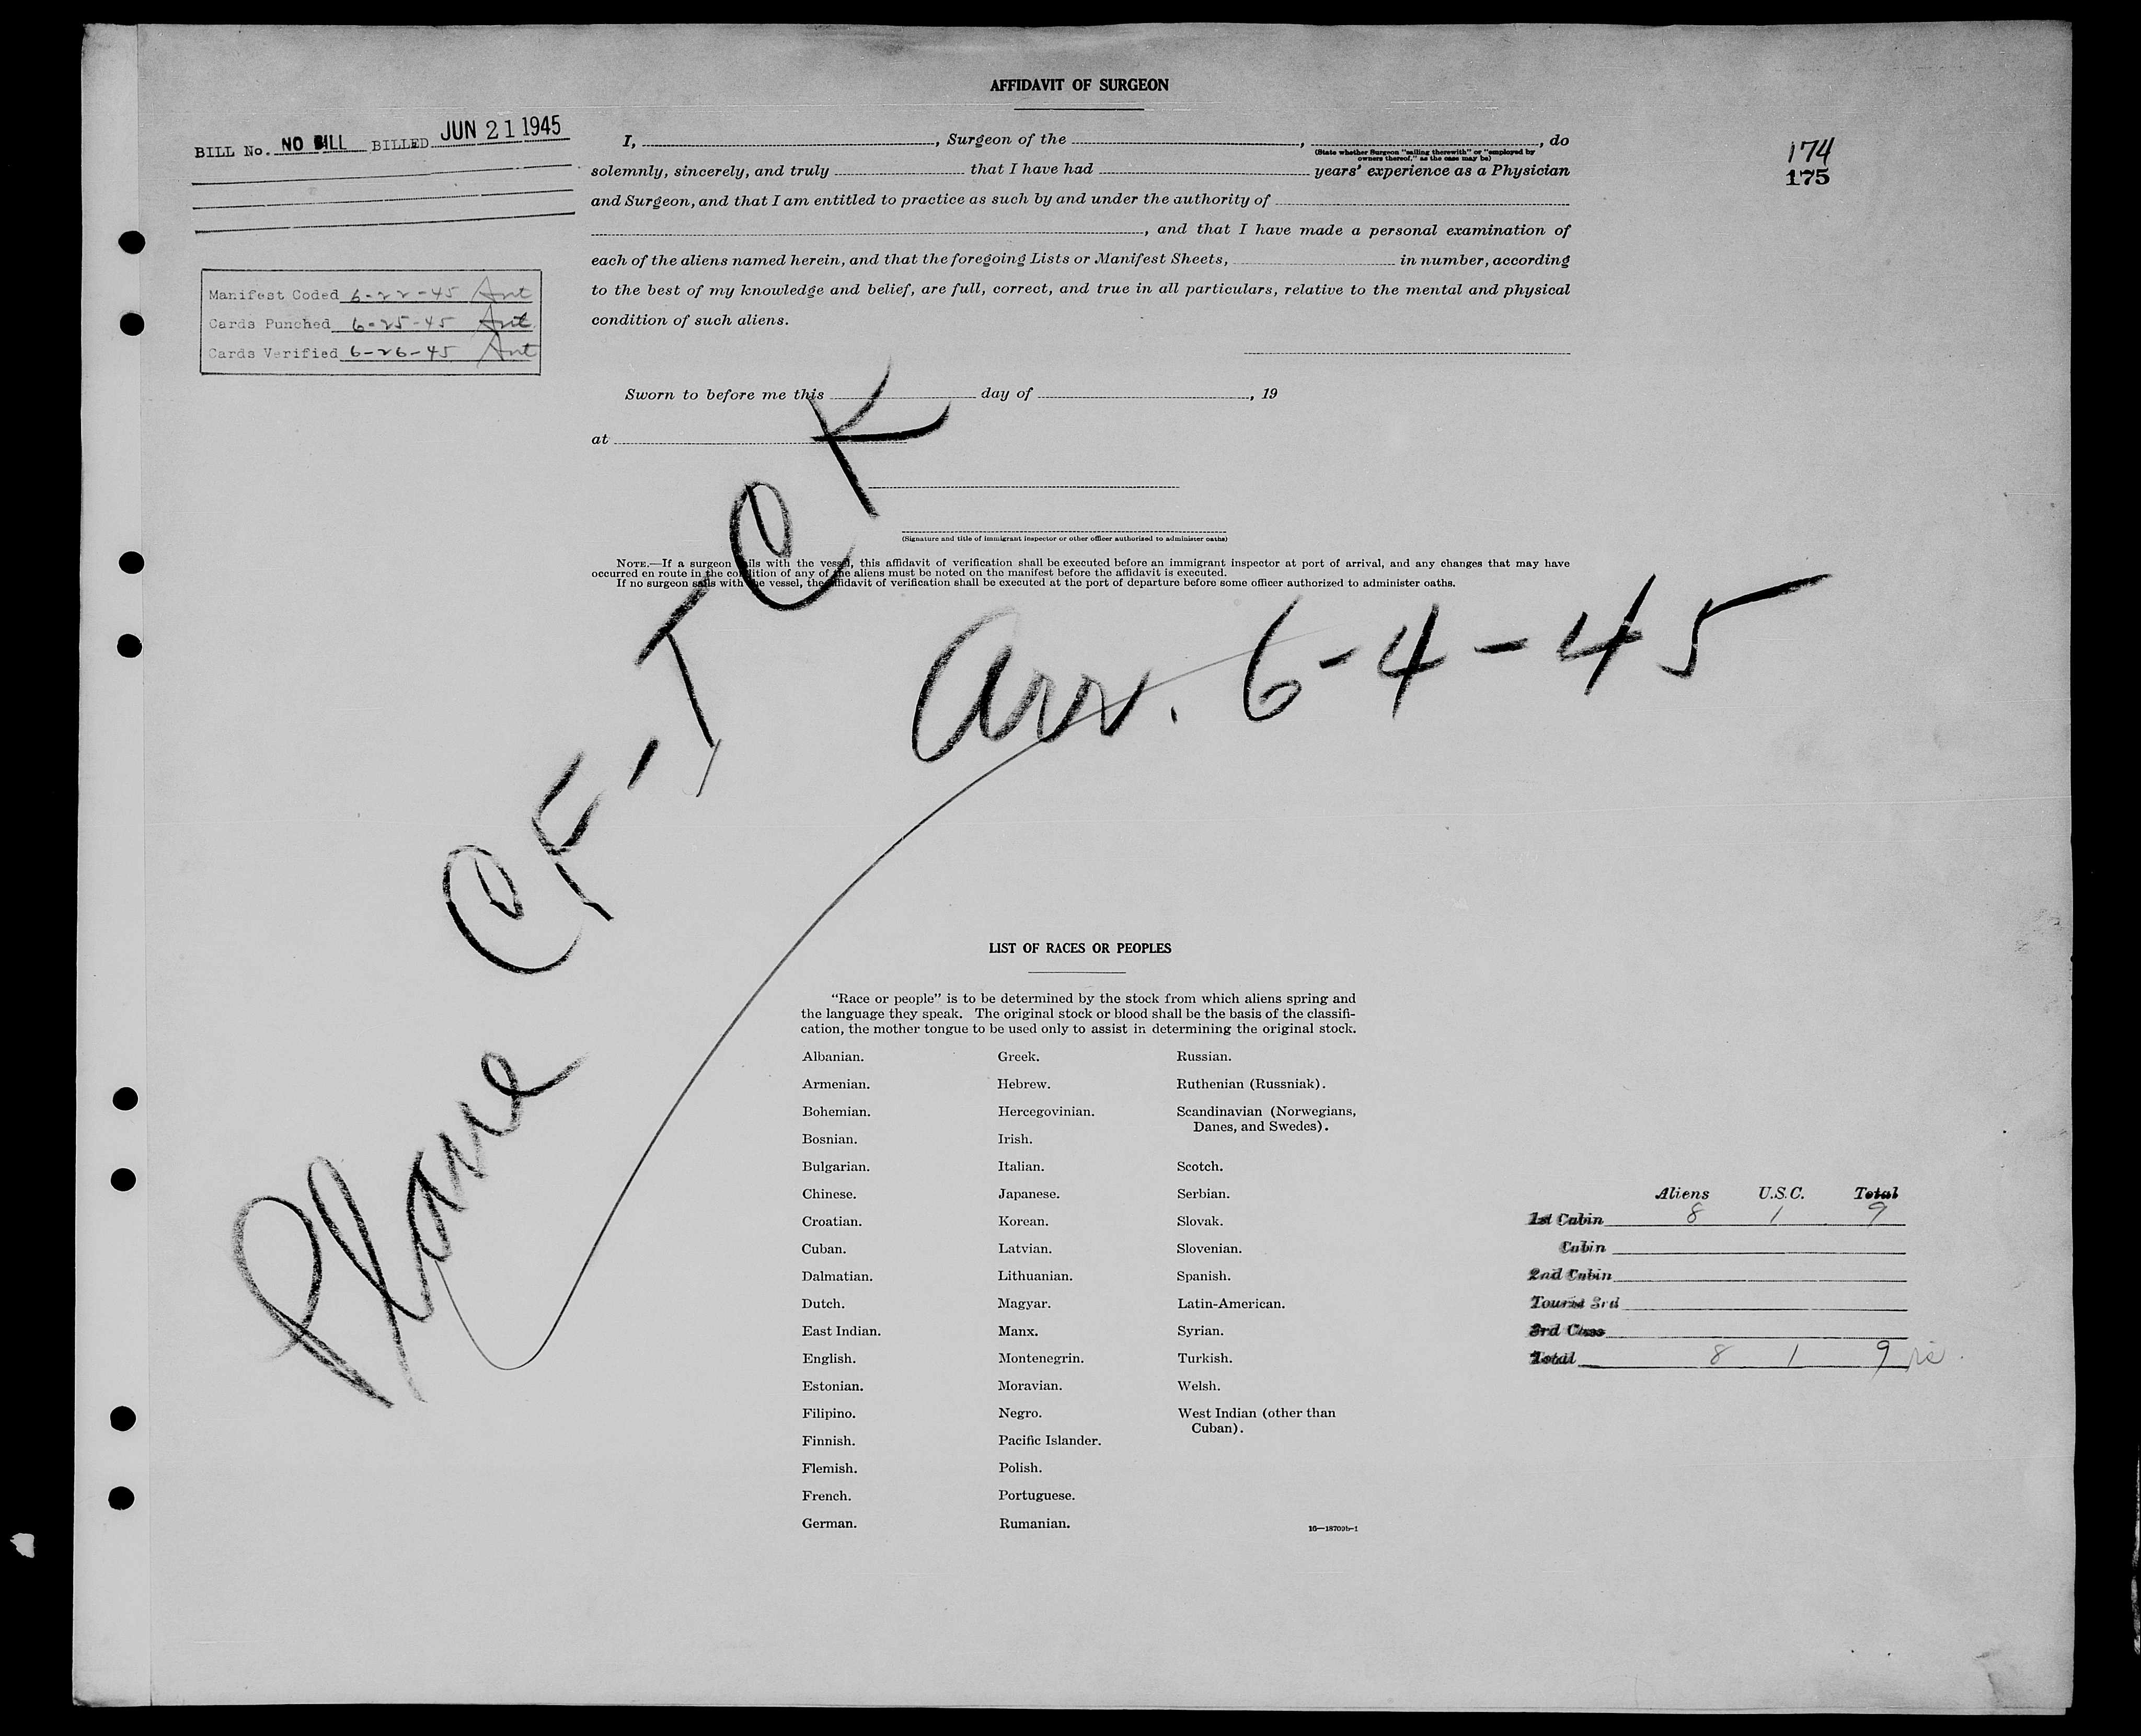 AFFIDAVIT OF SURGEON
BILL No. NO BILL BILLED JUN 21 1945
174
175
I, , Surgeon of the , , do
(State whether Surgeon "sailing therewith" or "employed by
owners thereof," as the case may be)
solemnly, sincerely, and truly that I have had years' experience as a Physician
and Surgeon, and that I am entitled to practice as such by and under the authority of
, and that I have made a personal examination of
each of the aliens named herein, and that the foregoing Lists or Manifest Sheets, in number, according
to the best of my knowledge and belief, are full, correct, and true in all particulars, relative to the mental and physical
condition of such aliens.
Manifest Coded 6-22-45
Cards Punched 6-25-45
Cards Verified 6-26-45
Sworn to before me this day of , 19
at
(Signature and title of immigrant inspector or other officer authorized to administer oaths)
NOTE.—If a surgeon sails with the vessel, this affidavit of verification shall be executed before an immigrant inspector at port of arrival, and any changes that may have
occurred en route in the condition of any of the aliens must be noted on the manifest before the affidavit is executed.
If no surgeon sails with the vessel, the affidavit of verification shall be executed at the port of departure before some officer authorized to administer oaths.
Plane CF-TCK
Arr. 6-4-45
LIST OF RACES OR PEOPLES
"Race or people" is to be determined by the stock from which aliens spring and
the language they speak. The original stock or blood shall be the basis of the classifi-
cation, the mother tongue to be used only to assist in determining the original stock.
Albanian.
Armenian.
Bohemian.
Bosnian.
Bulgarian.
Chinese.
Croatian.
Cuban.
Dalmatian.
Dutch.
East Indian.
English.
Estonian.
Filipino.
Finnish.
Flemish.
French.
German.
Greek.
Hebrew.
Hercegovinian.
Irish.
Italian.
Japanese.
Korean.
Latvian.
Lithuanian.
Magyar.
Manx.
Montenegrin.
Moravian.
Negro.
Pacific Islander.
Polish.
Portuguese.
Rumanian.
Russian.
Ruthenian (Russniak).
Scandinavian (Norwegians,
Danes, and Swedes).
Scotch.
Serbian.
Slovak.
Slovenian.
Spanish.
Latin-American.
Syrian.
Turkish.
Welsh.
West Indian (other than
Cuban).
16—18709b-1
Aliens U.S.C. Total
1st Cabin 8 1 9
Cabin
2nd Cabin
Tourist 3rd
3rd Class
Total 8 1 9